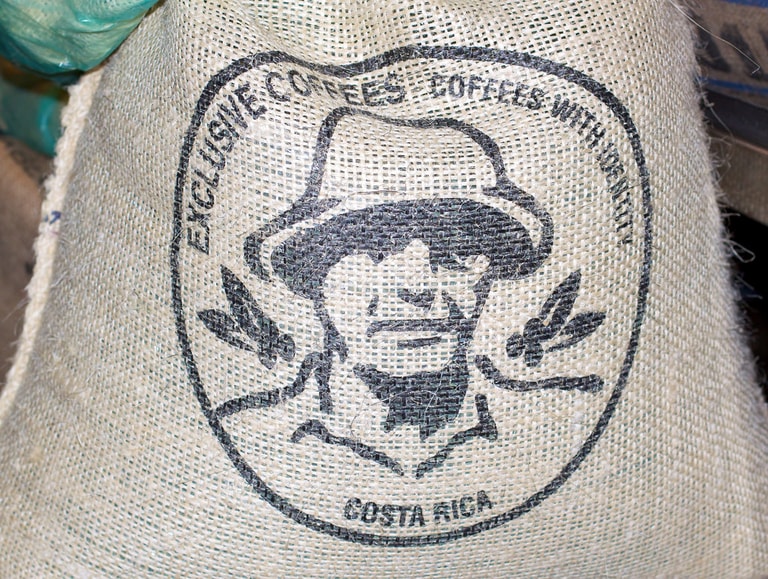 EXCLUSIVE COFFEES COFFEES WITH IDENTITY
COSTA RICA